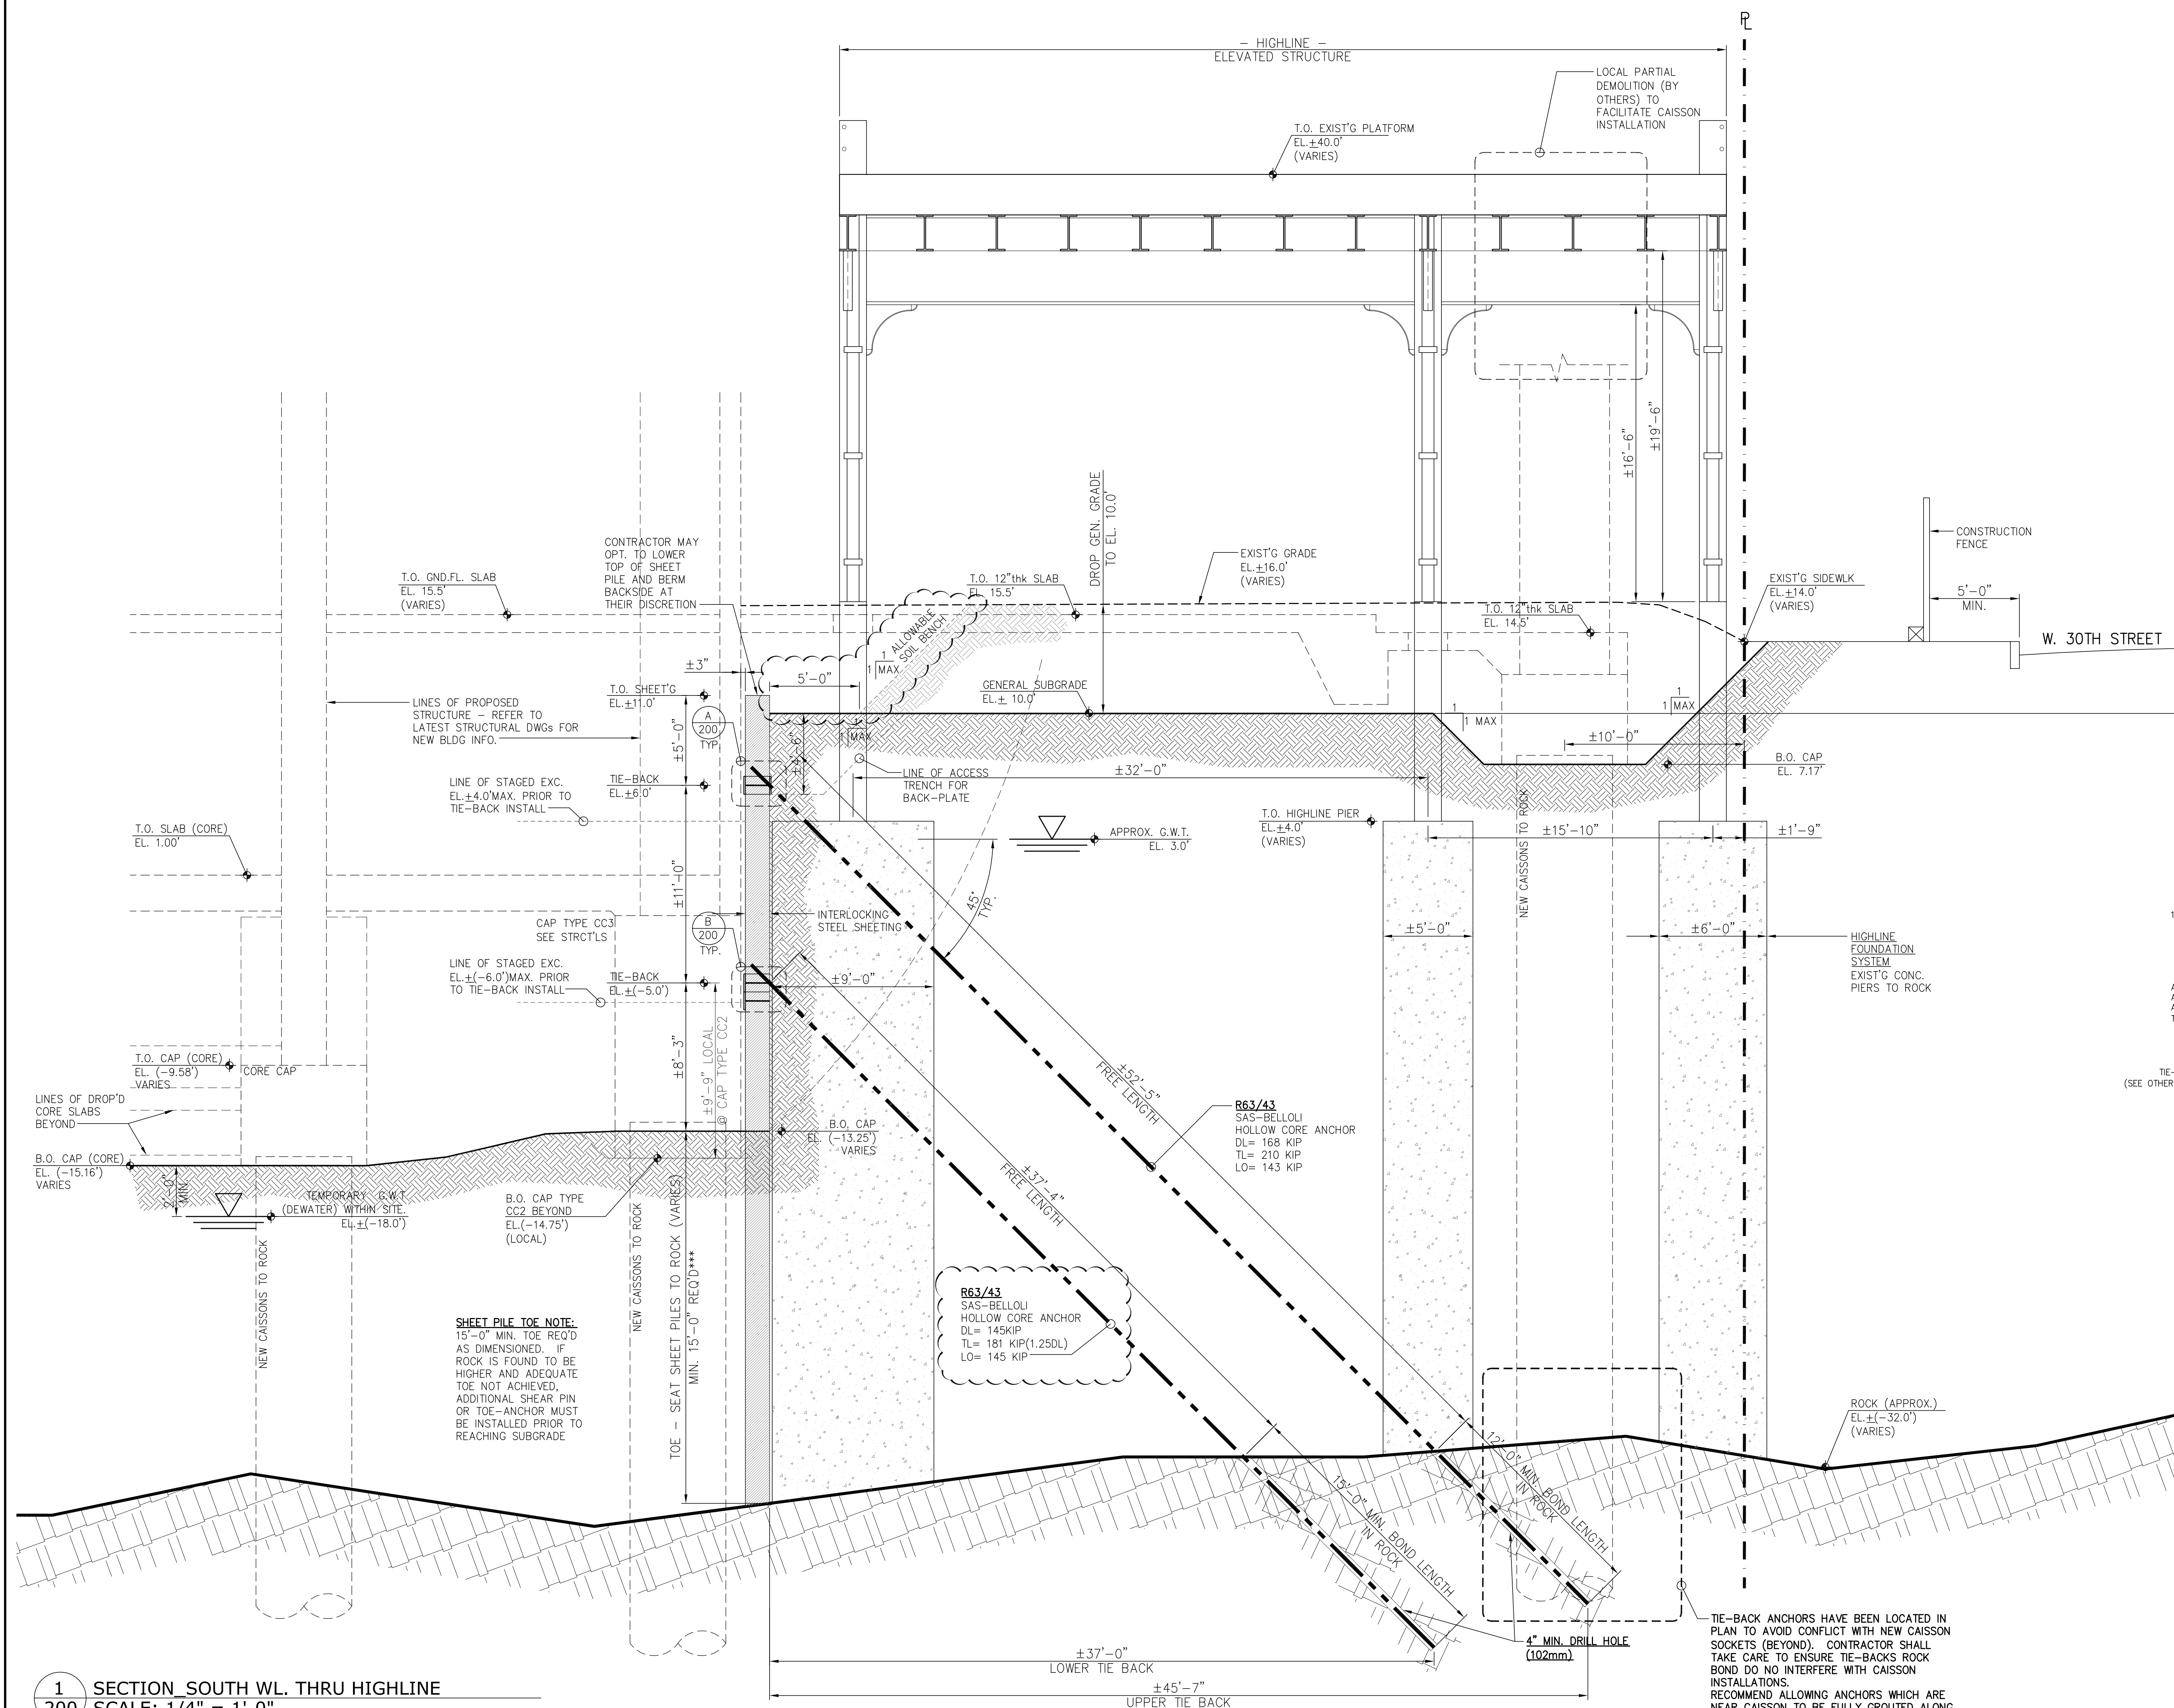 PL
– HIGHLINE –
ELEVATED STRUCTURE
LOCAL PARTIAL
DEMOLITION (BY
OTHERS) TO
FACILITATE CAISSON
INSTALLATION
T.O. EXIST'G PLATFORM
EL.±40.0'
(VARIES)
±16'-6"
±19'-6"
DROP GEN. GRADE
TO EL. 10.0'
CONTRACTOR MAY
OPT. TO LOWER
TOP OF SHEET
PILE AND BERM
BACKSIDE AT
THEIR DISCRETION
EXIST'G GRADE
EL.±16.0'
(VARIES)
CONSTRUCTION
FENCE
T.O. GND.FL. SLAB
EL. 15.5'
(VARIES)
T.O. 12"thk SLAB
EL. 15.5'
T.O. 12"thk SLAB
EL. 14.5'
EXIST'G SIDEWLK
EL.±14.0'
(VARIES)
5'-0"
MIN.
W. 30TH STREET
ALLOWABLE
SOIL BENCH
1
1 MAX
±3"
5'-0"
T.O. SHEET'G
EL.±11.0'
GENERAL SUBGRADE
EL.± 10.0'
LINES OF PROPOSED
STRUCTURE – REFER TO
LATEST STRUCTURAL DWGs FOR
NEW BLDG INFO.
A
200
TYP.
±5'-0"
±4'-6"
1
1 MAX
1
1 MAX
1
1 MAX
±10'-0"
B.O. CAP
EL. 7.17'
LINE OF STAGED EXC.
EL.±4.0'MAX. PRIOR TO
TIE-BACK INSTALL
TIE-BACK
EL.±6.0'
LINE OF ACCESS
TRENCH FOR
BACK-PLATE
±32'-0"
T.O. SLAB (CORE)
EL. 1.00'
APPROX. G.W.T.
EL. 3.0'
T.O. HIGHLINE PIER
EL.±4.0'
(VARIES)
±15'-10"
±1'-9"
NEW CAISSONS TO ROCK
±11'-0"
45°
TYP.
CAP TYPE CC3
SEE STRCT'LS
B
200
TYP.
INTERLOCKING
STEEL SHEETING
±5'-0"
±6'-0"
HIGHLINE
FOUNDATION
SYSTEM
EXIST'G CONC.
PIERS TO ROCK
LINE OF STAGED EXC.
EL.±(-6.0')MAX. PRIOR
TO TIE-BACK INSTALL
TIE-BACK
EL.±(-5.0')
±9'-0"
T.O. CAP (CORE)
EL. (-9.58')
VARIES
CORE CAP
±8'-3"
±9'-9" LOCAL
@ CAP TYPE CC2
TIE-
(SEE OTHER
LINES OF DROP'D
CORE SLABS
BEYOND
±52'-5"
FREE LENGTH
R63/43
SAS-BELLOLI
HOLLOW CORE ANCHOR
DL= 168 KIP
TL= 210 KIP
LO= 143 KIP
B.O. CAP
EL. (-13.25')
VARIES
B.O. CAP (CORE)
EL. (-15.16')
VARIES
2'-0"
MIN.
TEMPORARY G.W.T.
(DEWATER) WITHIN SITE.
EL.±(-18.0')
B.O. CAP TYPE
CC2 BEYOND
EL.(-14.75')
(LOCAL)
±37'-4"
FREE LENGTH
NEW CAISSONS TO ROCK
NEW CAISSONS TO ROCK
TOE – SEAT SHEET PILES TO ROCK (VARIES)
MIN. 15'-0" REQ'D***
SHEET PILE TOE NOTE:
15'-0" MIN. TOE REQ'D
AS DIMENSIONED. IF
ROCK IS FOUND TO BE
HIGHER AND ADEQUATE
TOE NOT ACHIEVED,
ADDITIONAL SHEAR PIN
OR TOE-ANCHOR MUST
BE INSTALLED PRIOR TO
REACHING SUBGRADE
R63/43
SAS-BELLOLI
HOLLOW CORE ANCHOR
DL= 145KIP
TL= 181 KIP(1.25DL)
LO= 145 KIP
ROCK (APPROX.)
EL.±(-32.0')
(VARIES)
12'-0" MIN. BOND LENGTH
IN ROCK
15'-0" MIN. BOND LENGTH
IN ROCK
4" MIN. DRILL HOLE
(102mm)
TIE-BACK ANCHORS HAVE BEEN LOCATED IN
PLAN TO AVOID CONFLICT WITH NEW CAISSON
SOCKETS (BEYOND). CONTRACTOR SHALL
TAKE CARE TO ENSURE TIE-BACKS ROCK
BOND DO NO INTERFERE WITH CAISSON
INSTALLATIONS.
RECOMMEND ALLOWING ANCHORS WHICH ARE
NEAR CAISSON TO BE FULLY GROUTED ALONG
±37'-0"
LOWER TIE BACK
±45'-7"
UPPER TIE BACK
1
200
SECTION_SOUTH WL. THRU HIGHLINE
SCALE: 1/4" = 1'-0"